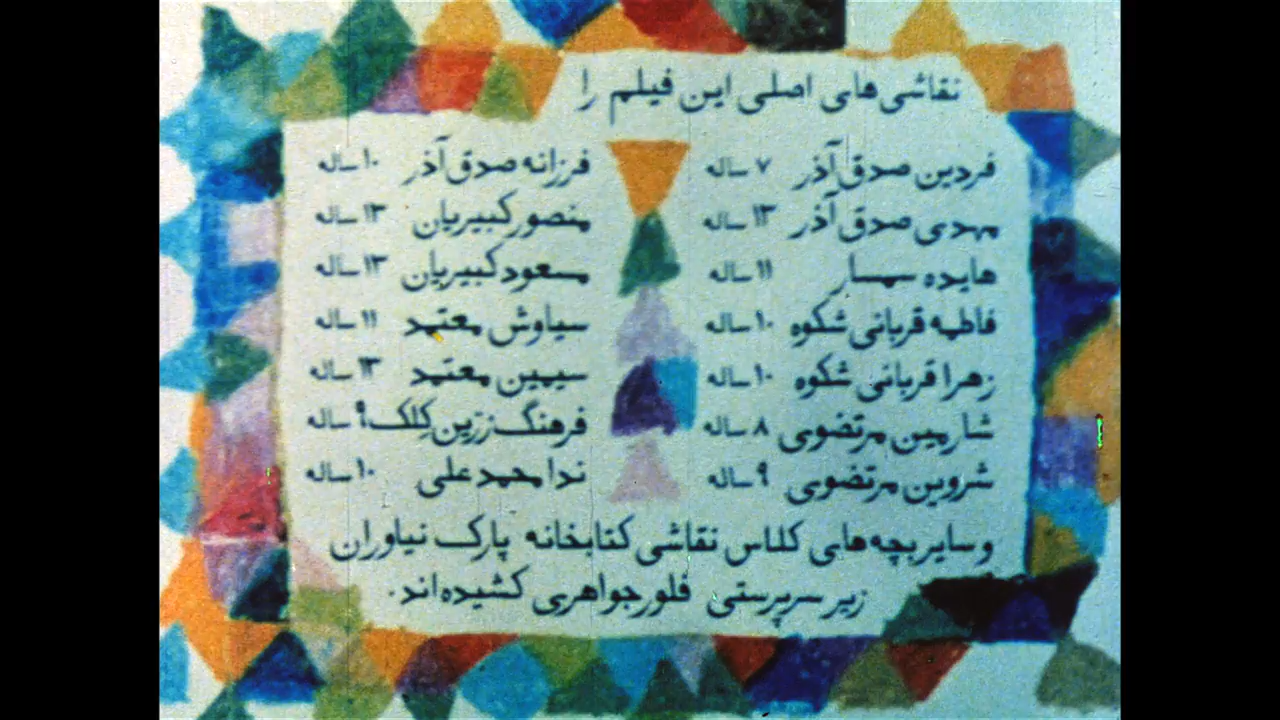 نقاشی‌های اصلی این فیلم را
فردین صدق آذر ۷ ساله
فرزانه صدق آذر ۱۰ ساله
مهدی صدق آذر ۱۳ ساله
منصور کبیریان ۱۳ ساله
هایده سمسار ۱۱ ساله
مسعود کبیریان ۱۳ ساله
فاطمه قربانی شکوه ۱۰ ساله
سیاوش معتمد ۱۱ ساله
زهرا قربانی شکوه ۱۰ ساله
سیمین معتمد ۱۳ ساله
شارمین مرتضوی ۸ ساله
فرهنگ زرین کِلک ۹ ساله
شروین مرتضوی ۹ ساله
ندا محمد علی ۱۰ ساله
و سایر بچه‌های کلاس نقاشی کتابخانه پارک نیاوران
زیر سرپرستی فلور جواهری کشیده‌اند.